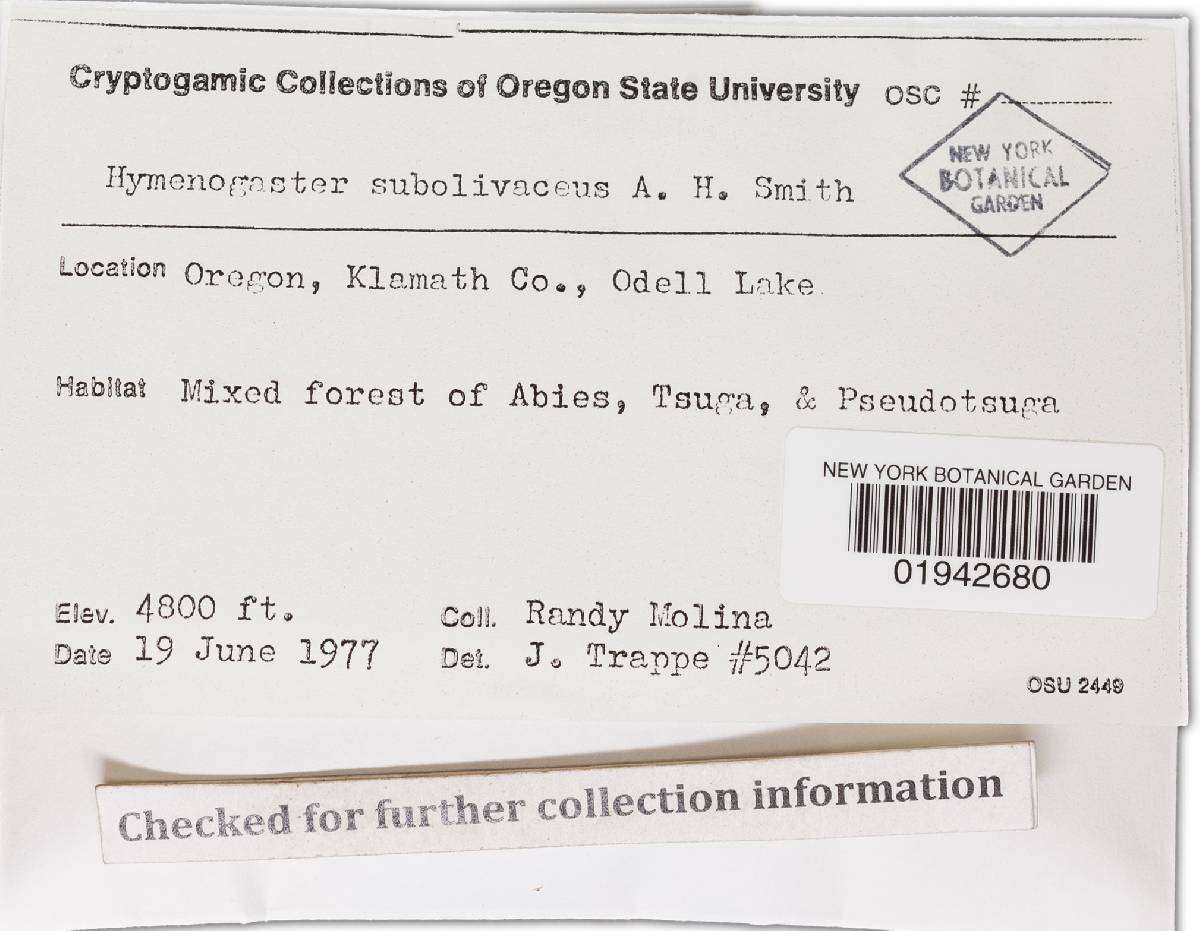 Cryptogamic Collections of Oregon State University OSC #
NEW YORK
BOTANICAL
GARDEN
Hymenogaster subolivaceus A. H. Smith
Location Oregon, Klamath Co., Odell Lake
Habitat Mixed forest of Abies, Tsuga, & Pseudotsuga
NEW YORK BOTANICAL GARDEN
01942680
Elev. 4800 ft. Coll. Randy Molina
Date 19 June 1977 Det. J. Trappe #5042
OSU 2449
Checked for further collection information